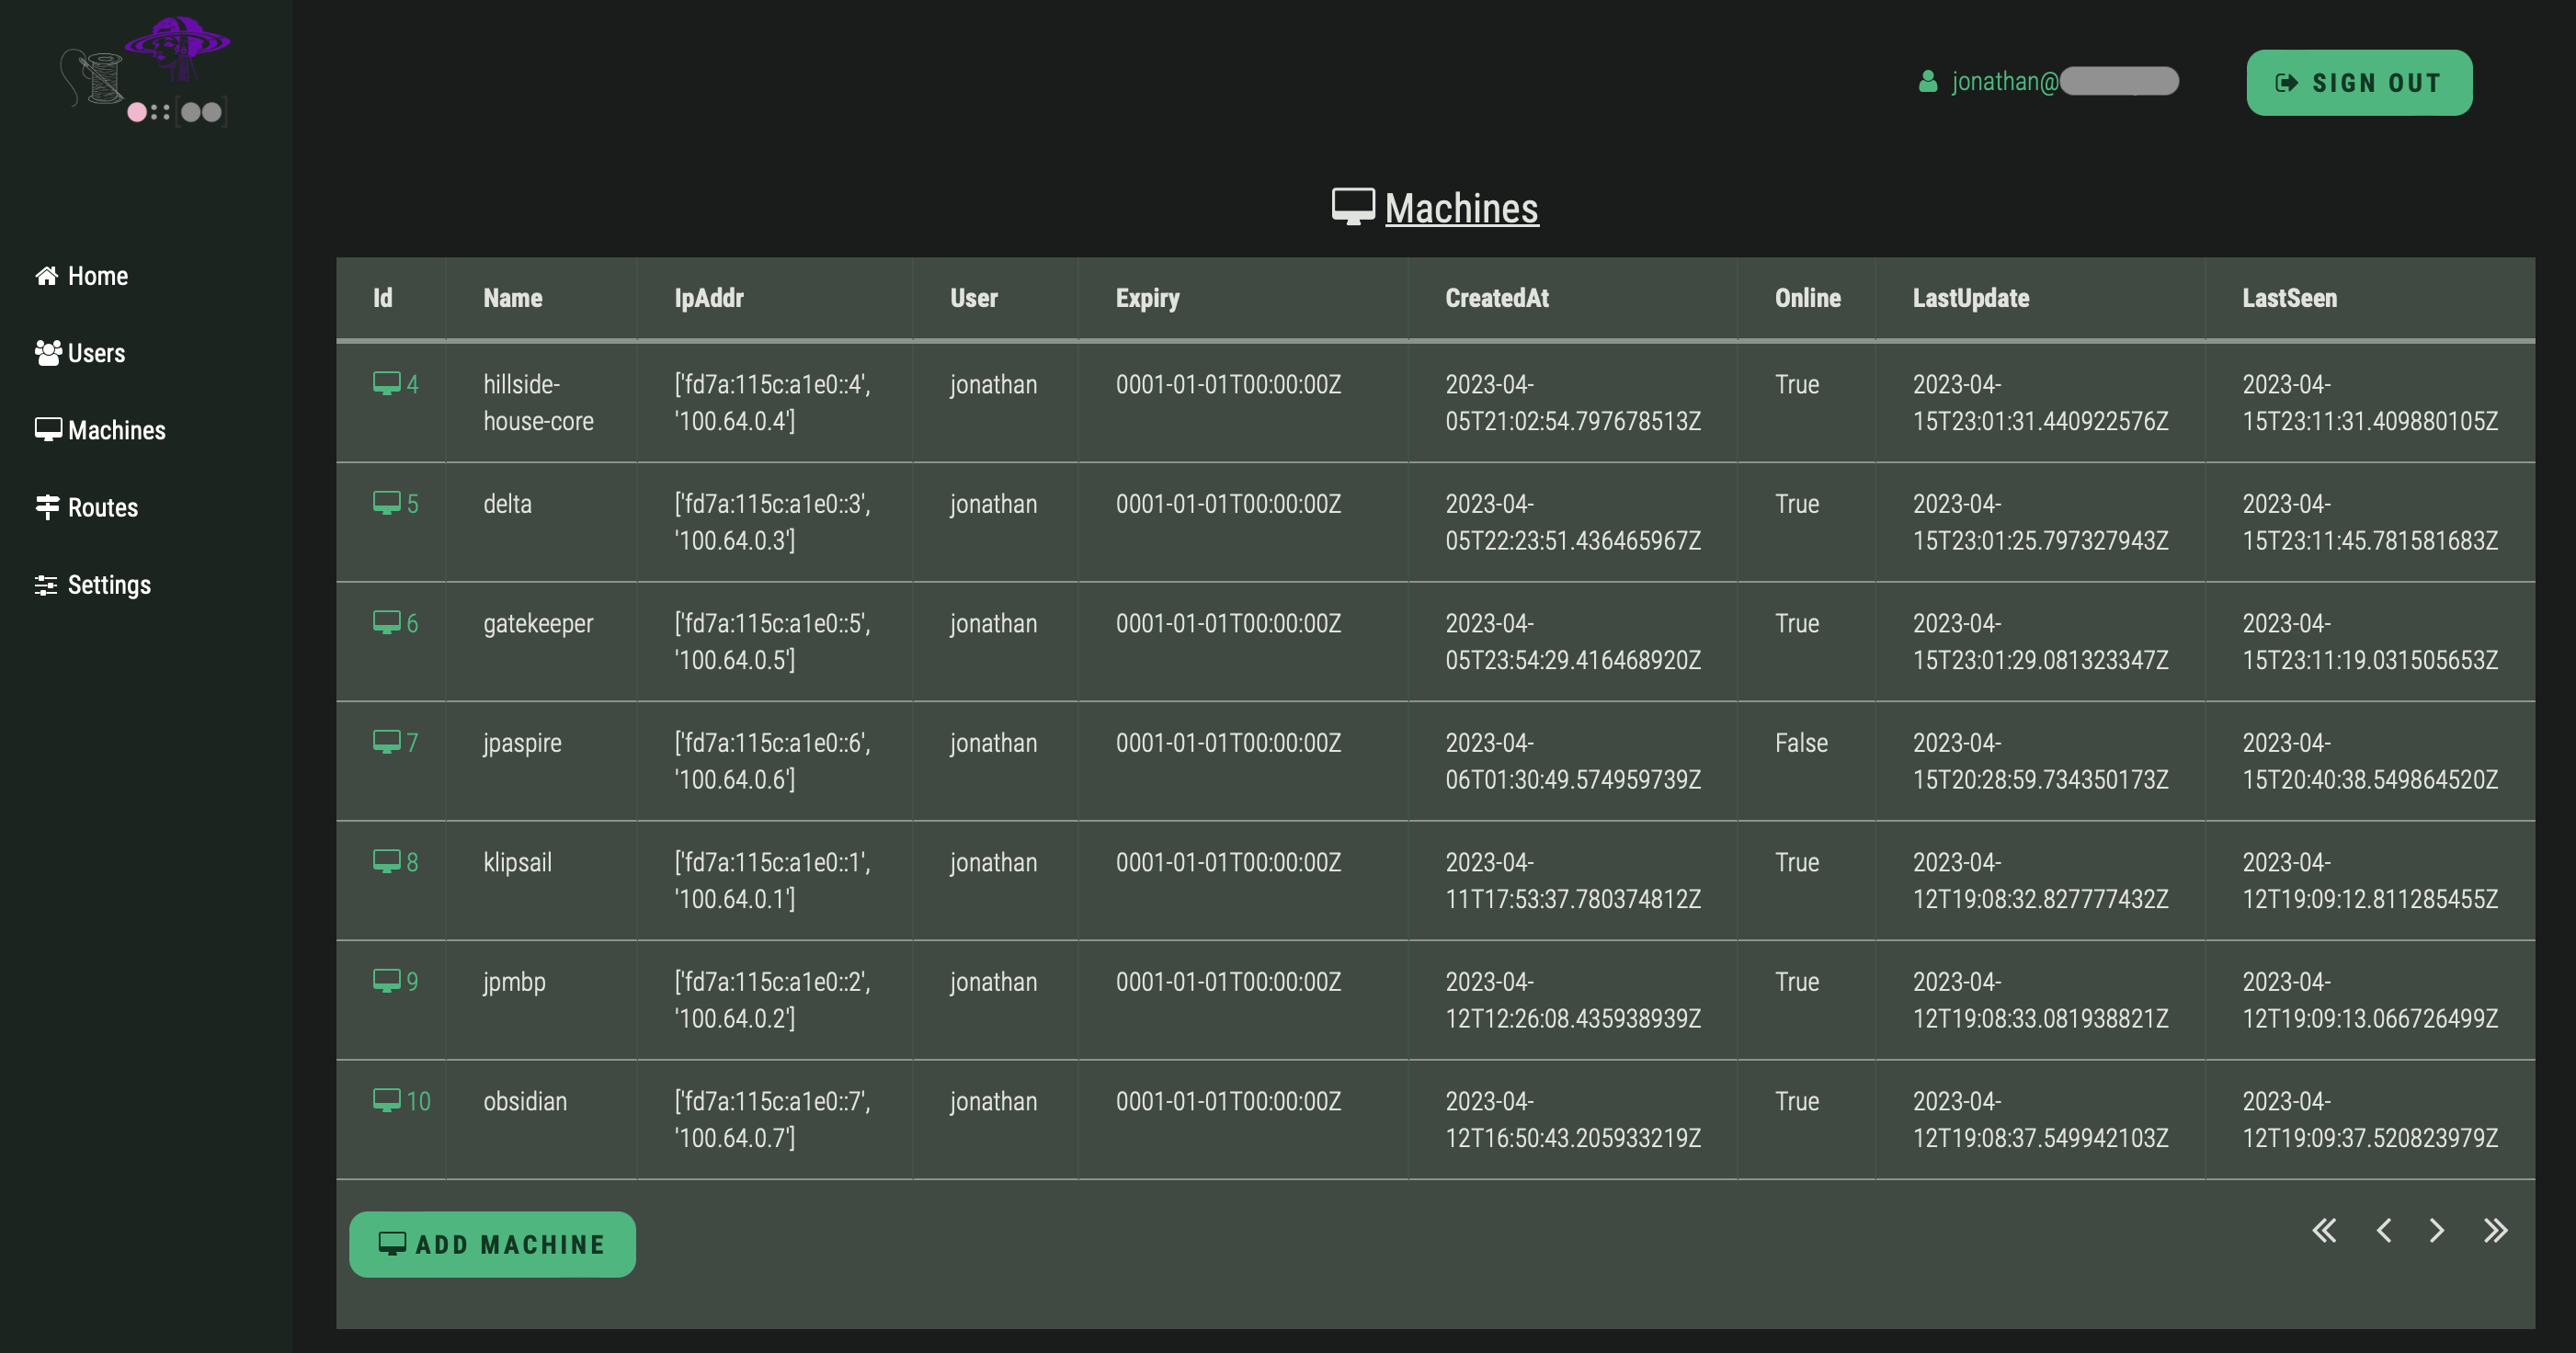 jonathan@
SIGN OUT
Machines
Home
Users
Machines
Routes
Settings
Id Name IpAddr User Expiry CreatedAt Online LastUpdate LastSeen
4 hillside- ['fd7a:115c:a1e0::4', jonathan 0001-01-01T00:00:00Z 2023-04- True 2023-04- 2023-04-
house-core '100.64.0.4'] 05T21:02:54.797678513Z 15T23:01:31.440922576Z 15T23:11:31.409880105Z
5 delta ['fd7a:115c:a1e0::3', jonathan 0001-01-01T00:00:00Z 2023-04- True 2023-04- 2023-04-
'100.64.0.3'] 05T22:23:51.436465967Z 15T23:01:25.797327943Z 15T23:11:45.781581683Z
6 gatekeeper ['fd7a:115c:a1e0::5', jonathan 0001-01-01T00:00:00Z 2023-04- True 2023-04- 2023-04-
'100.64.0.5'] 05T23:54:29.416468920Z 15T23:01:29.081323347Z 15T23:11:19.031505653Z
7 jpaspire ['fd7a:115c:a1e0::6', jonathan 0001-01-01T00:00:00Z 2023-04- False 2023-04- 2023-04-
'100.64.0.6'] 06T01:30:49.574959739Z 15T20:28:59.734350173Z 15T20:40:38.549864520Z
8 klipsail ['fd7a:115c:a1e0::1', jonathan 0001-01-01T00:00:00Z 2023-04- True 2023-04- 2023-04-
'100.64.0.1'] 11T17:53:37.780374812Z 12T19:08:32.827777432Z 12T19:09:12.811285455Z
9 jpmbp ['fd7a:115c:a1e0::2', jonathan 0001-01-01T00:00:00Z 2023-04- True 2023-04- 2023-04-
'100.64.0.2'] 12T12:26:08.435938939Z 12T19:08:33.081938821Z 12T19:09:13.066726499Z
10 obsidian ['fd7a:115c:a1e0::7', jonathan 0001-01-01T00:00:00Z 2023-04- True 2023-04- 2023-04-
'100.64.0.7'] 12T16:50:43.205933219Z 12T19:08:37.549942103Z 12T19:09:37.520823979Z
ADD MACHINE